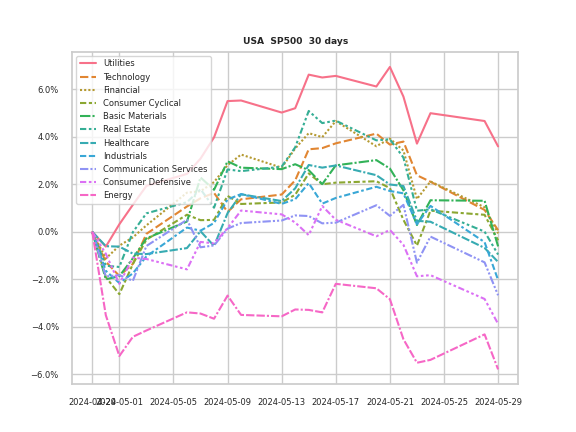 USA SP500 30 days
Utilities
Technology
Financial
Consumer Cyclical
Basic Materials
Real Estate
Healthcare
Industrials
Communication Services
Consumer Defensive
Energy
6.0%
4.0%
2.0%
0.0%
−2.0%
−4.0%
−6.0%
2024-05-01 2024-05-05 2024-05-09 2024-05-13 2024-05-17 2024-05-21 2024-05-25 2024-05-29